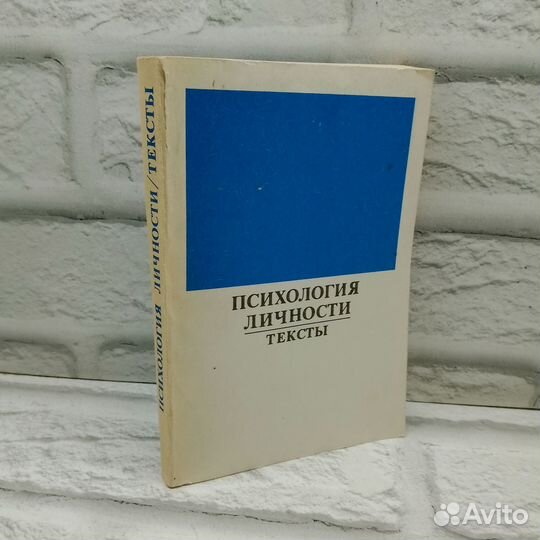 ПСИХОЛОГИЯ ЛИЧНОСТИ/ТЕКСТЫ
ПСИХОЛОГИЯ
ЛИЧНОСТИ
ТЕКСТЫ
Avito